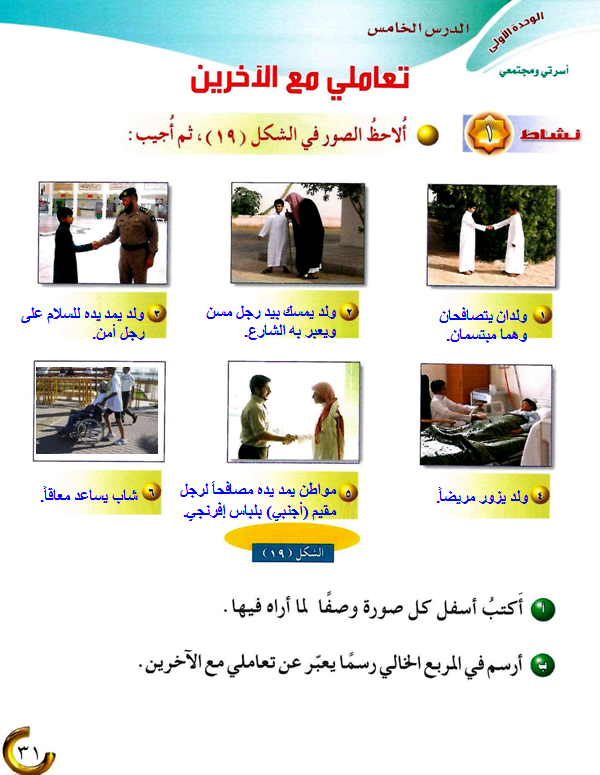 الوحدة الأولى
أسرتي ومجتمعي
الدرس الخامس
تعاملي مع الآخرين
نشاط ١
أُلاحظُ الصور في الشكل (١٩)، ثم أُجيب:
١ ولدان يتصافحان
وهما مبتسمان.
٢ ولد يمسك بيد رجل مسن
ويعبر به الشارع.
٣ ولد يمد يده للسلام على
رجل أمن.
٤ ولد يزور مريضاً.
٥ مواطن يمد يده مصافحاً لرجل
مقيم (أجنبي) بلباس إفرنجي.
٦ شاب يساعد معاقاً.
الشكل (١٩)
أ أَكتبُ أسفل كل صورة وصفًا لما أراه فيها.
ب أرسم في المربع الخالي رسمًا يعبّر عن تعاملي مع الآخرين.
٣١